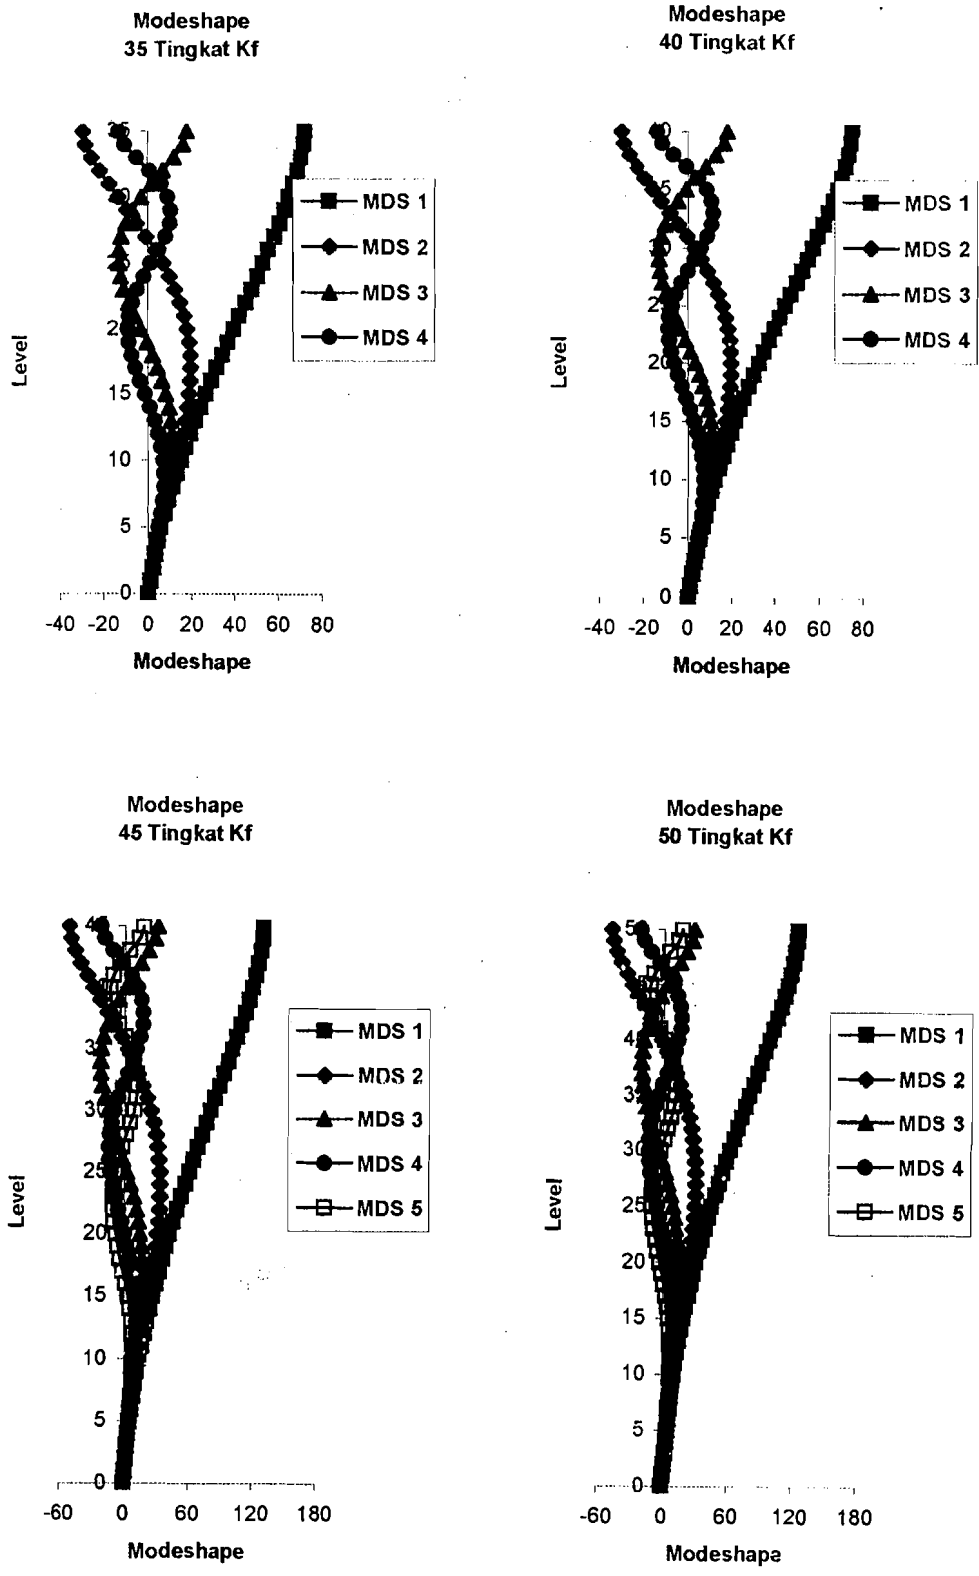 Modeshape
35 Tingkat Kf
Level
15
10
5
0
-40 -20 0 20 40 60 80
Modeshape
MDS 1
MDS 2
MDS 3
MDS 4
Modeshape
40 Tingkat Kf
Level
20
15
10
5
0
-40 -20 0 20 40 60 80
Modeshape
MDS 1
MDS 2
MDS 3
MDS 4
Modeshape
45 Tingkat Kf
Level
30
25
20
15
10
5
0
-60 0 60 120 180
Modeshape
MDS 1
MDS 2
MDS 3
MDS 4
MDS 5
Modeshape
50 Tingkat Kf
Level
35
30
25
20
15
10
5
0
-60 0 60 120 180
Modeshape
MDS 1
MDS 2
MDS 3
MDS 4
MDS 5